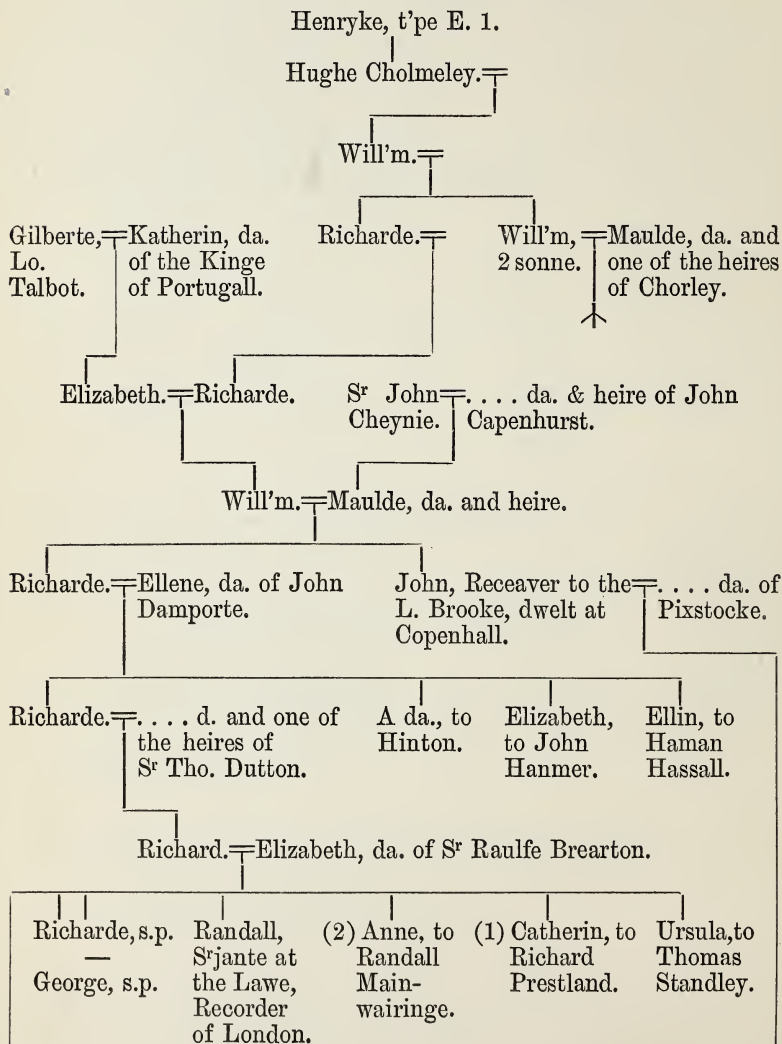 Henryke, t'pe E. 1.
Hughe Cholmeley.
Will'm.
Gilberte,
Lo.
Talbot.
Katherin, da.
of the Kinge
of Portugall.
Richarde.
Will'm,
2 sonne.
Maulde, da. and
one of the heires
of Chorley.
Elizabeth.
Richarde.
Sʳ John
Cheynie.
. . . . da. & heire of John
Capenhurst.
Will'm.
Maulde, da. and heire.
Richarde.
Ellene, da. of John
Damporte.
John, Receaver to the
L. Brooke, dwelt at
Copenhall.
. . . . da. of
Pixstocke.
Richarde.
. . . . d. and one of
the heires of
Sʳ Tho. Dutton.
A da., to
Hinton.
Elizabeth,
to John
Hanmer.
Ellin, to
Haman
Hassall.
Richard.
Elizabeth, da. of Sʳ Raulfe Brearton.
Richarde, s.p.
—
George, s.p.
Randall,
Sʳjante at
the Lawe,
Recorder
of London.
(2) Anne, to
Randall
Main-
wairinge.
(1) Catherin, to
Richard
Prestland.
Ursula, to
Thomas
Standley.